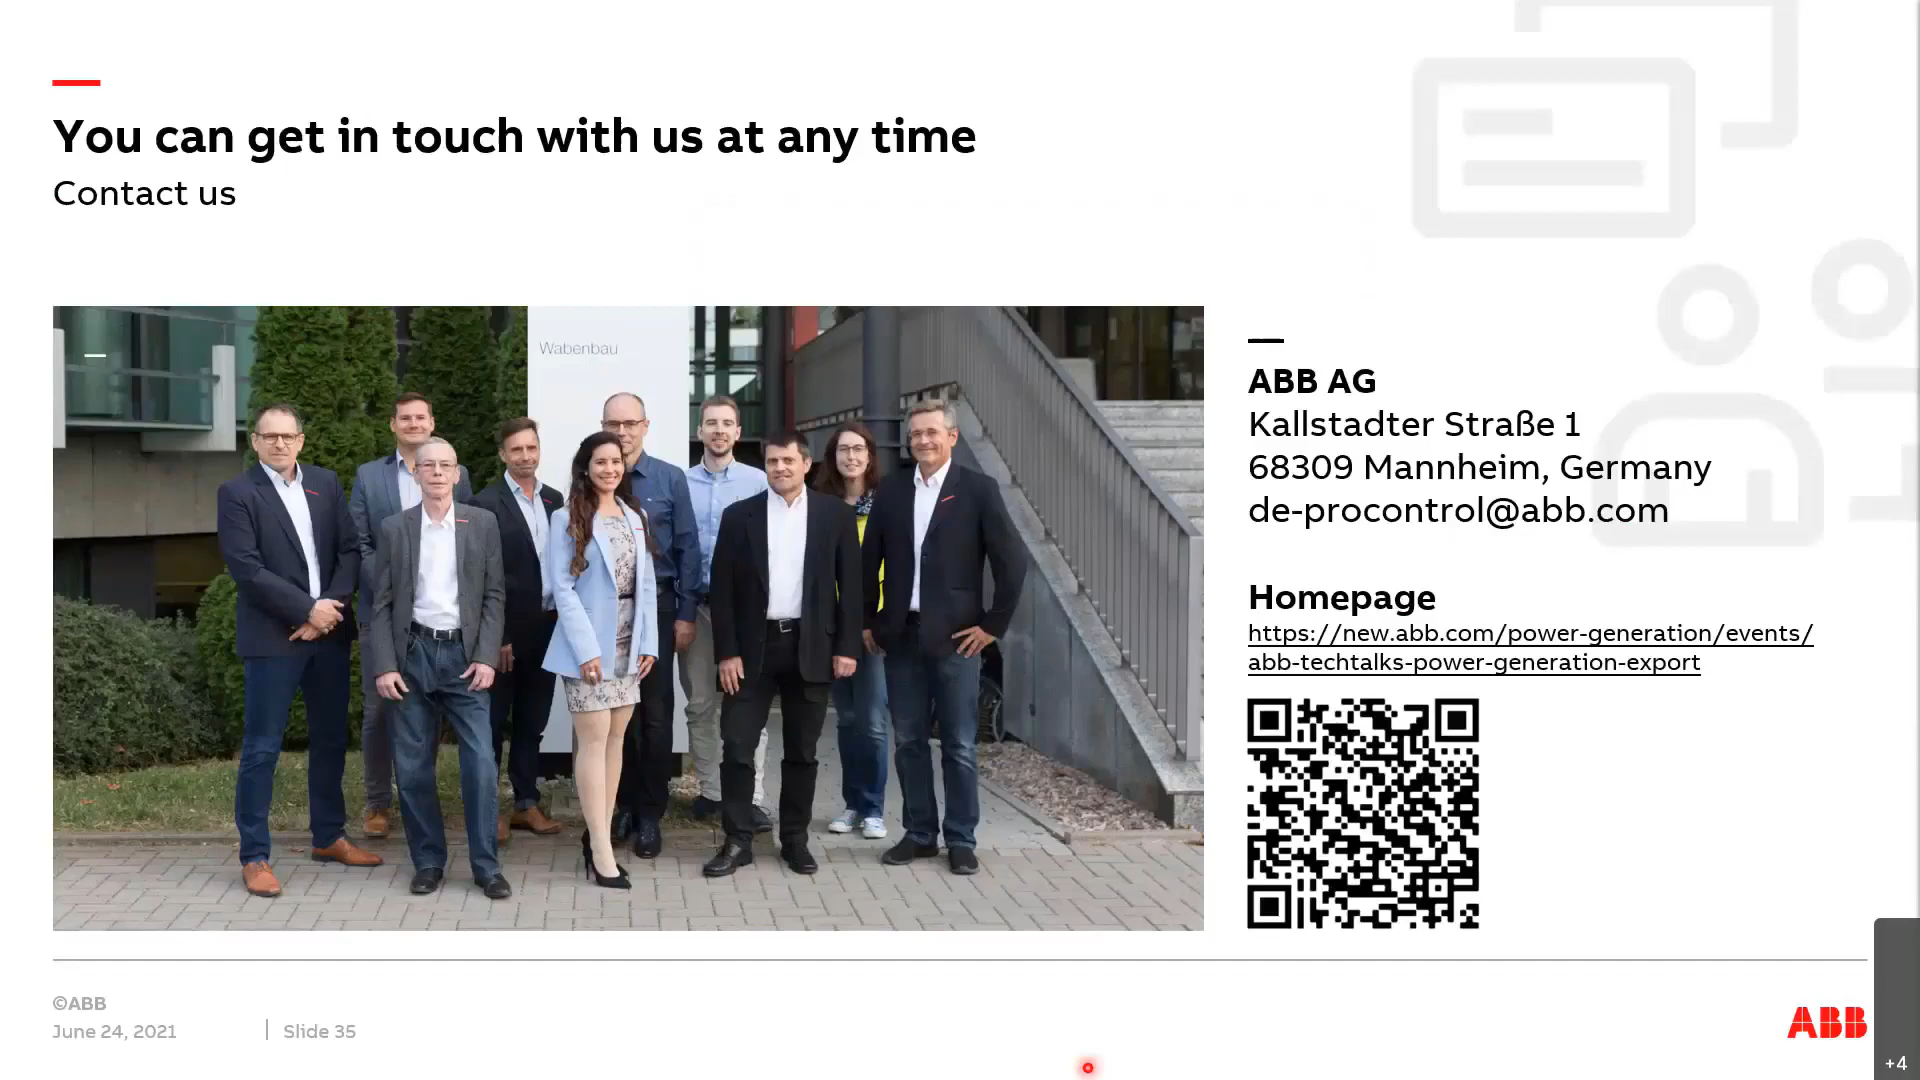 You can get in touch with us at any time
Contact us
Wabenbau
ABB AG
Kallstadter Straße 1
68309 Mannheim, Germany
de-procontrol@abb.com
Homepage
https://new.abb.com/power-generation/events/
abb-techtalks-power-generation-export
©ABB
June 24, 2021
Slide 35
ABB
+4